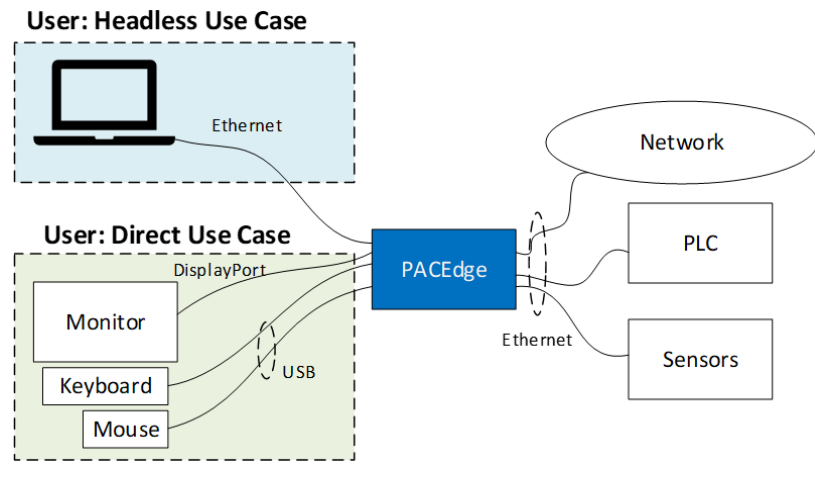 User: Headless Use Case
Ethernet
Network
User: Direct Use Case
DisplayPort
Monitor
Keyboard
Mouse
USB
PACEdge
PLC
Ethernet
Sensors